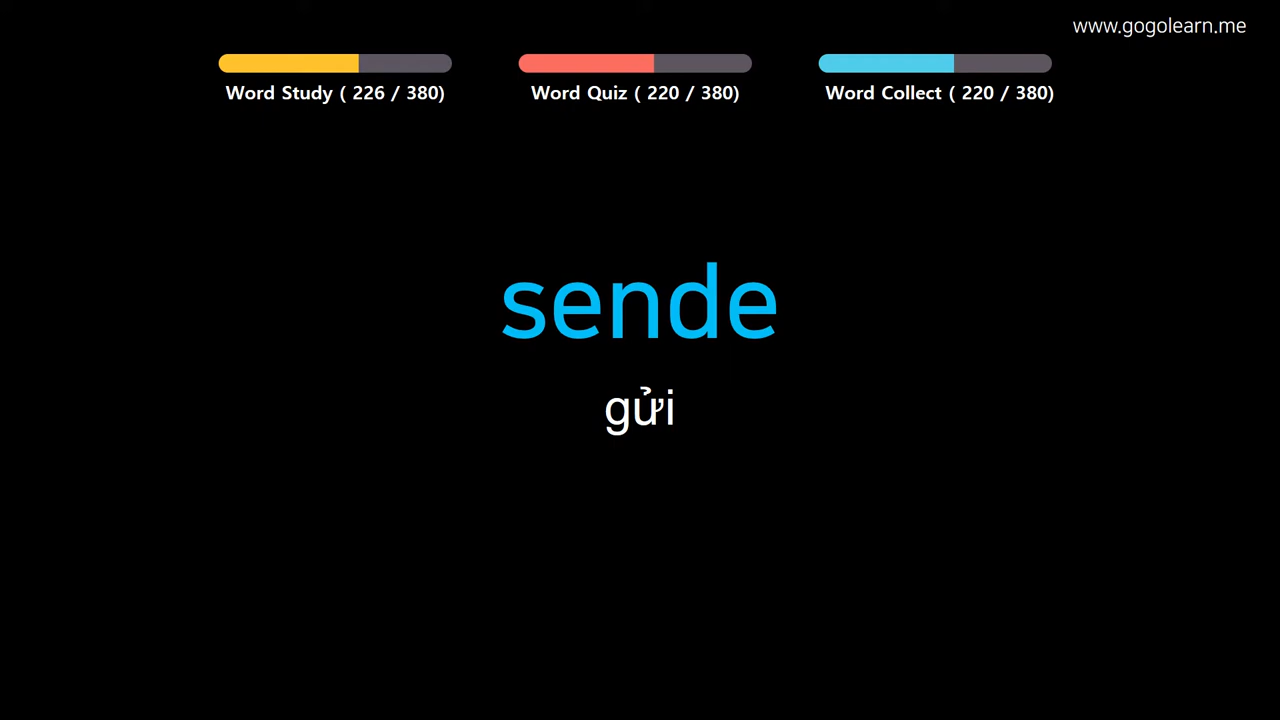 www.gogolearn.me
Word Study ( 226 / 380)
Word Quiz ( 220 / 380)
Word Collect ( 220 / 380)
sende
gửi